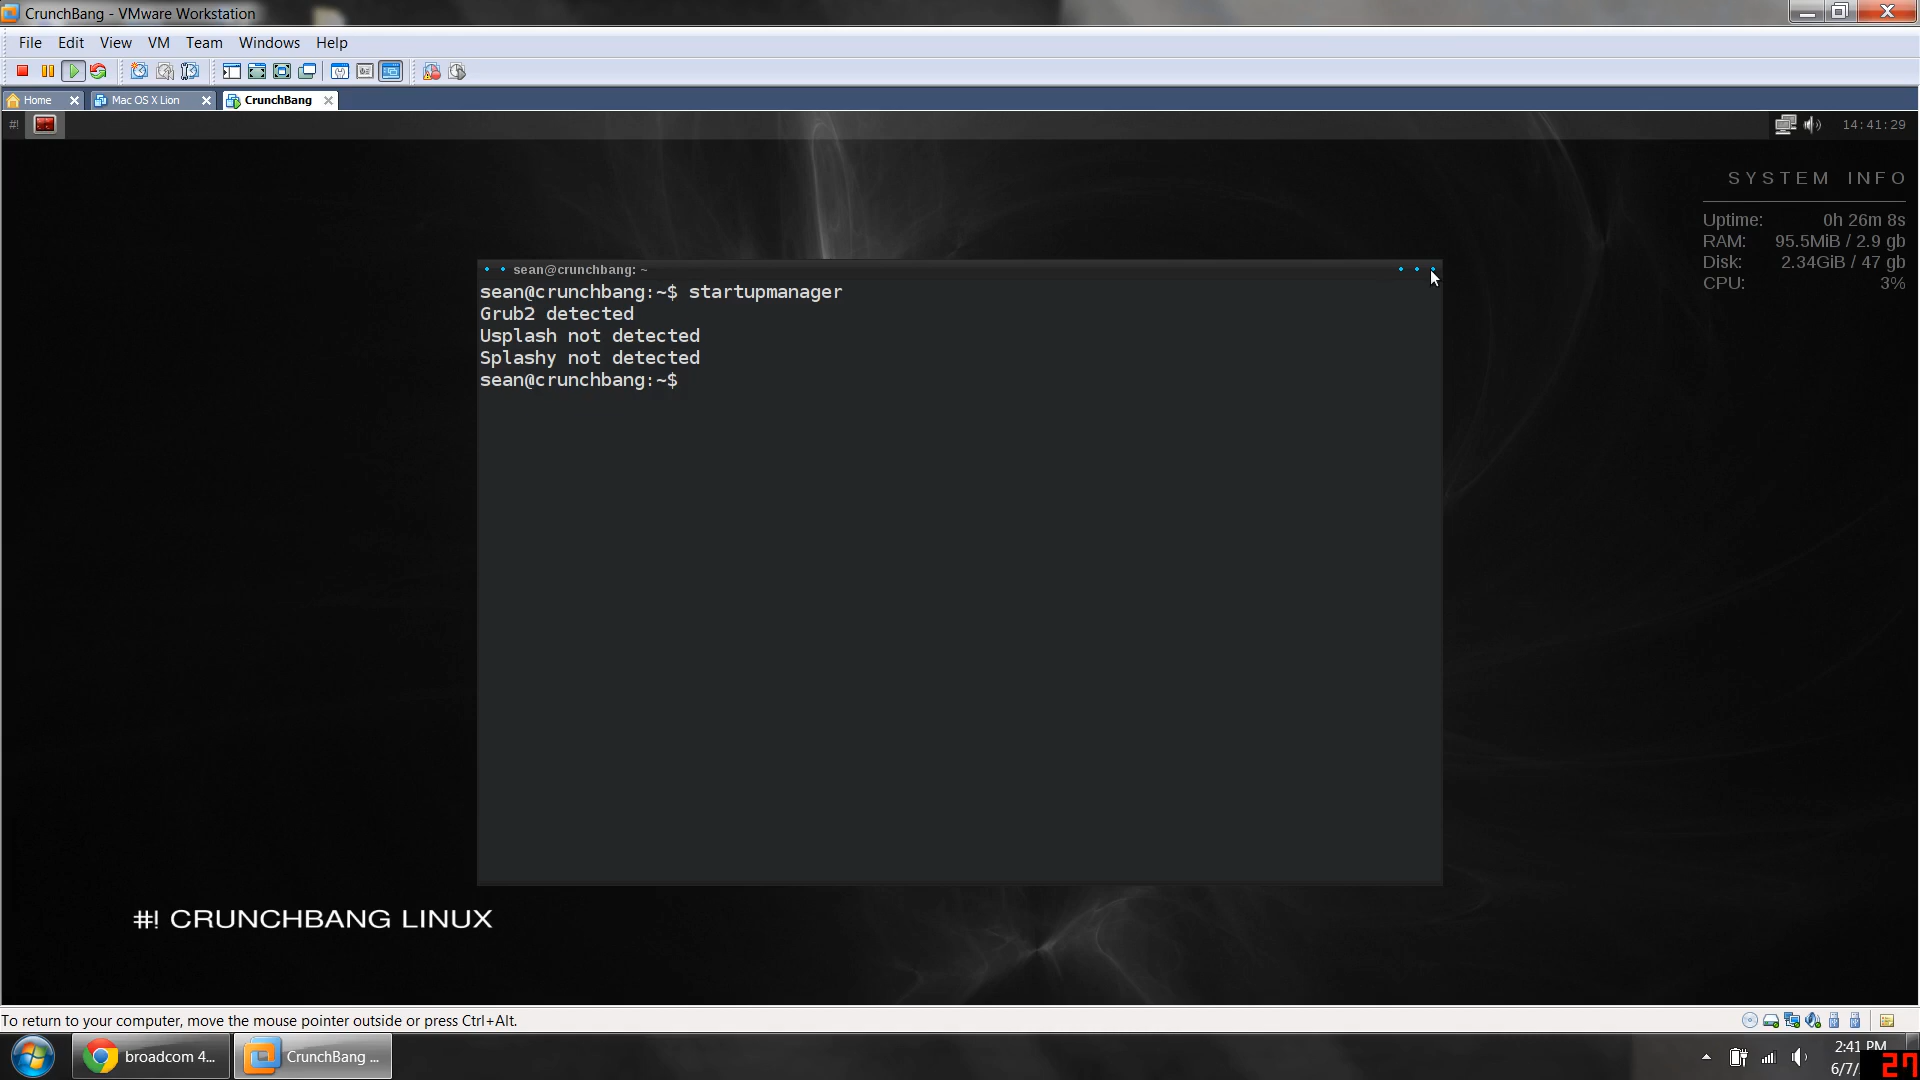 CrunchBang - VMware Workstation
File Edit View VM Team Windows Help
Home Mac OS X Lion CrunchBang
#! 14:41:29
SYSTEM INFO
Uptime: 0h 26m 8s
RAM: 95.5MiB / 2.9 gb
Disk: 2.34GiB / 47 gb
CPU: 3%
sean@crunchbang: ~
sean@crunchbang:~$ startupmanager
Grub2 detected
Usplash not detected
Splashy not detected
sean@crunchbang:~$
#! CRUNCHBANG LINUX
To return to your computer, move the mouse pointer outside or press Ctrl+Alt.
broadcom 4... CrunchBang ...
2:41 PM
6/7/
27